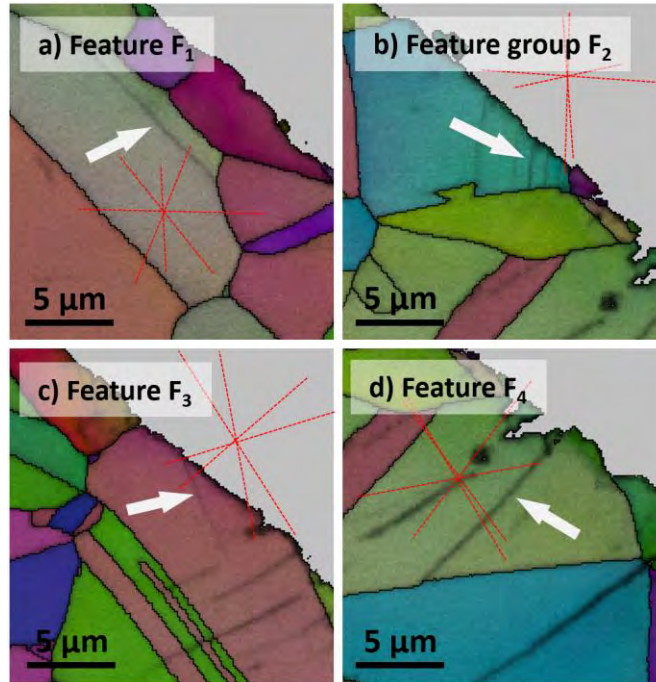 a) Feature F₁
5 µm
b) Feature group F₂
5 µm
c) Feature F₃
5 µm
d) Feature F₄
5 µm